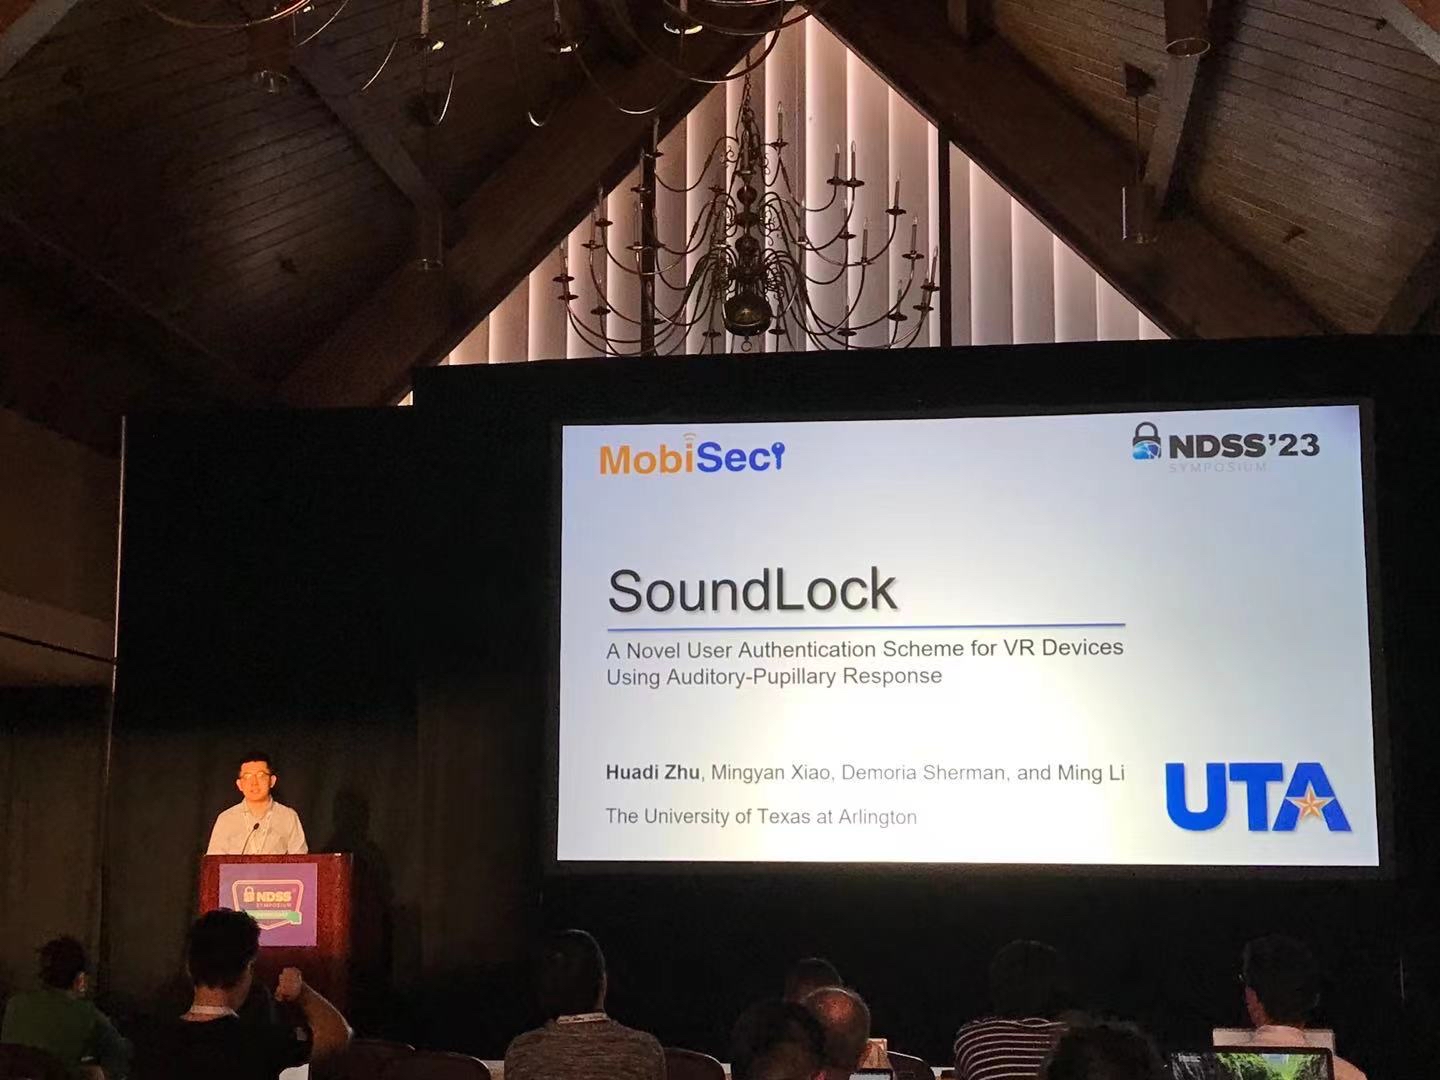 MobiSec
NDSS'23
SYMPOSIUM
SoundLock
A Novel User Authentication Scheme for VR Devices
Using Auditory-Pupillary Response
Huadi Zhu, Mingyan Xiao, Demoria Sherman, and Ming Li
The University of Texas at Arlington
UTA
NDSS
SYMPOSIUM